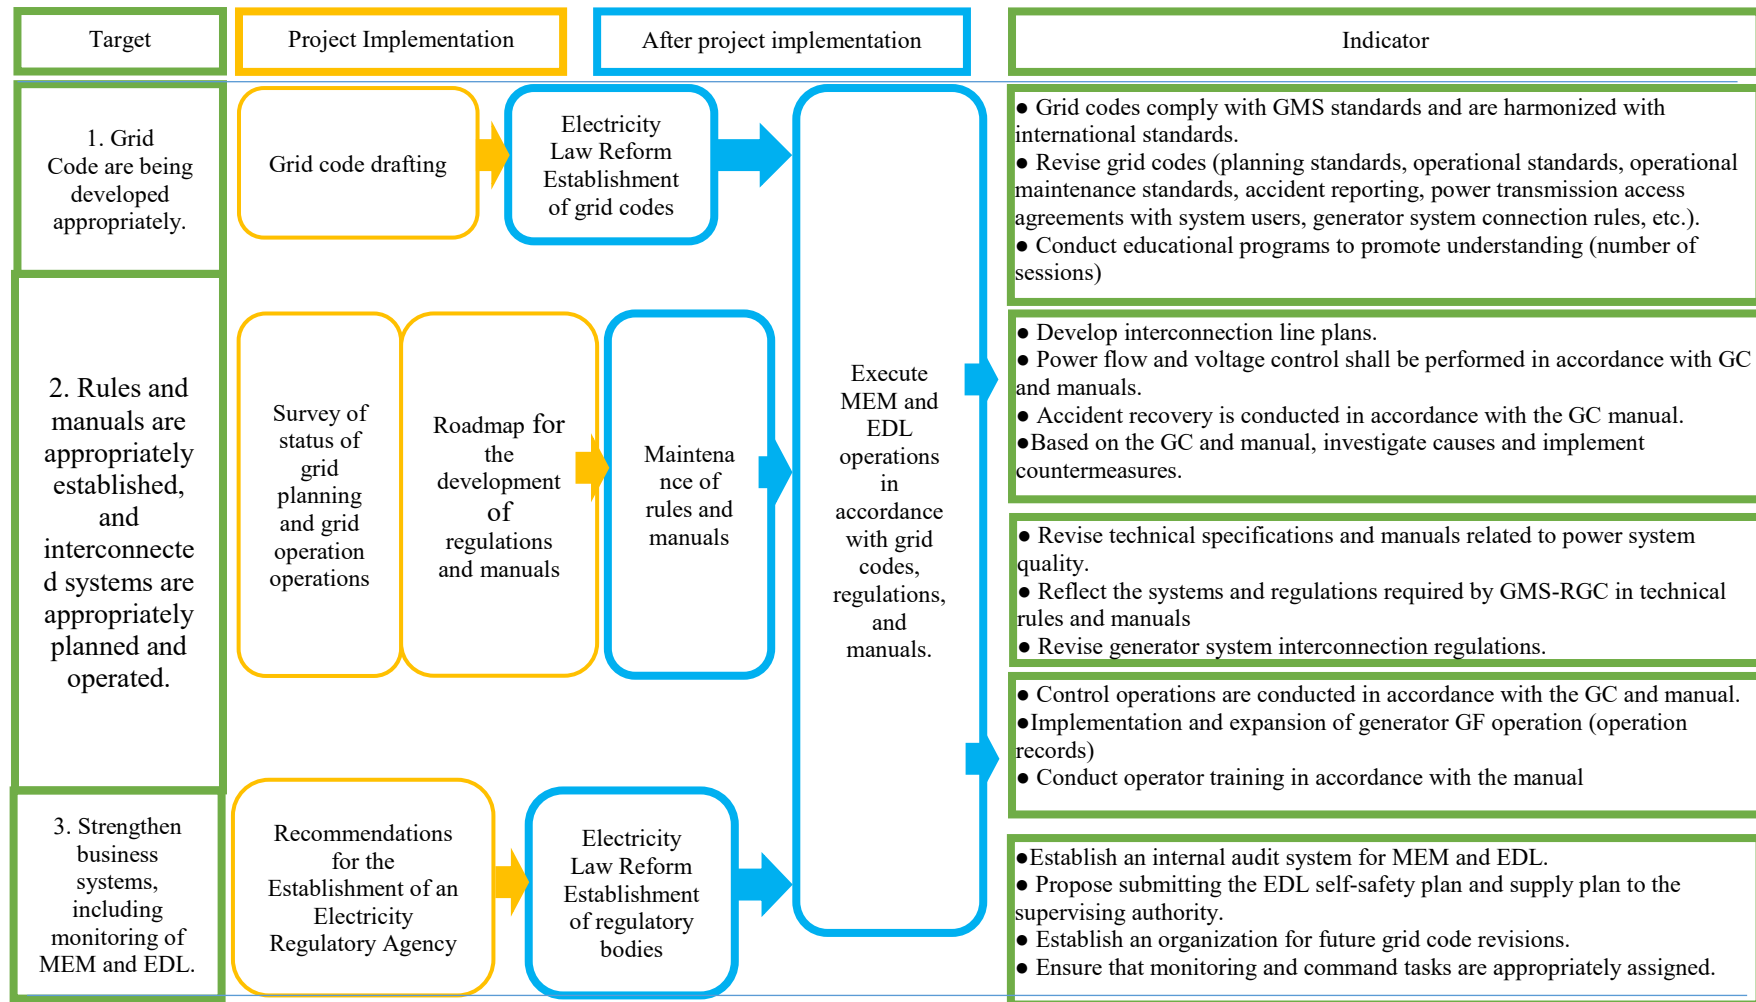 Target
Project Implementation
After project implementation
Indicator
1. Grid
Code are being
developed
appropriately.
Grid code drafting
Electricity
Law Reform
Establishment
of grid codes
● Grid codes comply with GMS standards and are harmonized with
international standards.
● Revise grid codes (planning standards, operational standards, operational
maintenance standards, accident reporting, power transmission access
agreements with system users, generator system connection rules, etc.).
● Conduct educational programs to promote understanding (number of
sessions)
2. Rules and
manuals are
appropriately
established,
and
interconnecte
d systems are
appropriately
planned and
operated.
Survey of
status of
grid
planning
and grid
operation
operations
Roadmap for
the
development
of
regulations
and manuals
Maintena
nce of
rules and
manuals
Execute
MEM and
EDL
operations
in
accordance
with grid
codes,
regulations,
and
manuals.
● Develop interconnection line plans.
● Power flow and voltage control shall be performed in accordance with GC
and manuals.
● Accident recovery is conducted in accordance with the GC manual.
●Based on the GC and manual, investigate causes and implement
countermeasures.
● Revise technical specifications and manuals related to power system
quality.
● Reflect the systems and regulations required by GMS-RGC in technical
rules and manuals
● Revise generator system interconnection regulations.
● Control operations are conducted in accordance with the GC and manual.
●Implementation and expansion of generator GF operation (operation
records)
● Conduct operator training in accordance with the manual
3. Strengthen
business
systems,
including
monitoring of
MEM and EDL.
Recommendations
for the
Establishment of an
Electricity
Regulatory Agency
Electricity
Law Reform
Establishment
of regulatory
bodies
●Establish an internal audit system for MEM and EDL.
● Propose submitting the EDL self-safety plan and supply plan to the
supervising authority.
● Establish an organization for future grid code revisions.
● Ensure that monitoring and command tasks are appropriately assigned.